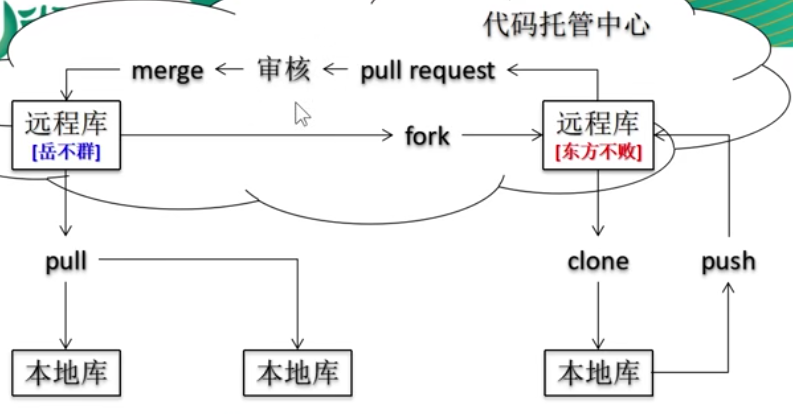 代码托管中心
merge ← 审核 ← pull request
远程库
[岳不群]
fork
远程库
[东方不败]
pull
clone
push
本地库
本地库
本地库